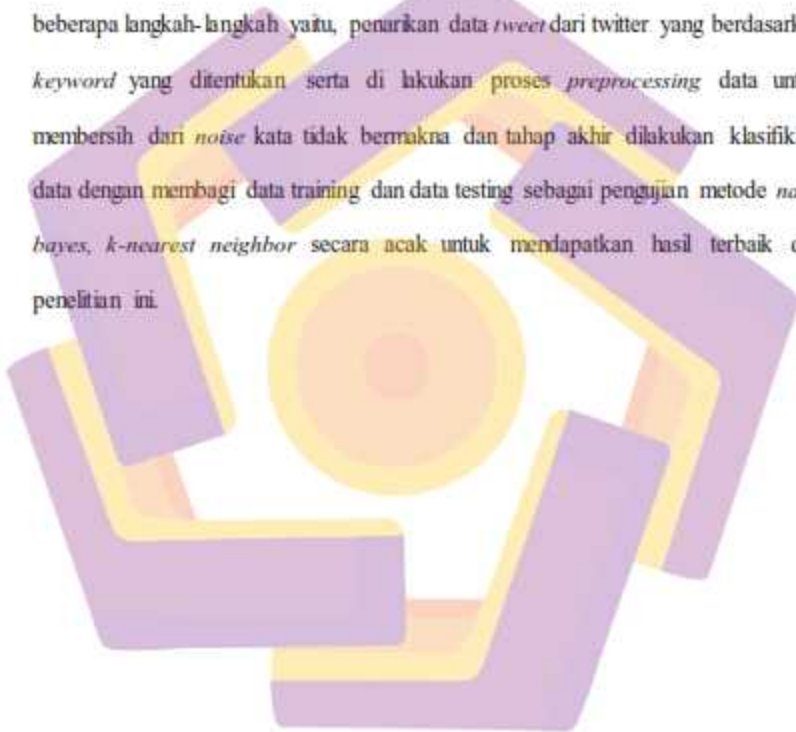 beberapa langkah-langkah yaitu, penarikan data tweet dari twitter yang berdasark
keyword yang ditentukan serta di lakukan proses preprocessing data unt
membersih dari noise kata tidak bermakna dan tahap akhir dilakukan klasifik
data dengan membagi data training dan data testing sebagai pengujian metode na
bayes, k-nearest neighbor secara acak untuk mendapatkan hasil terbaik d
penelitian ini.